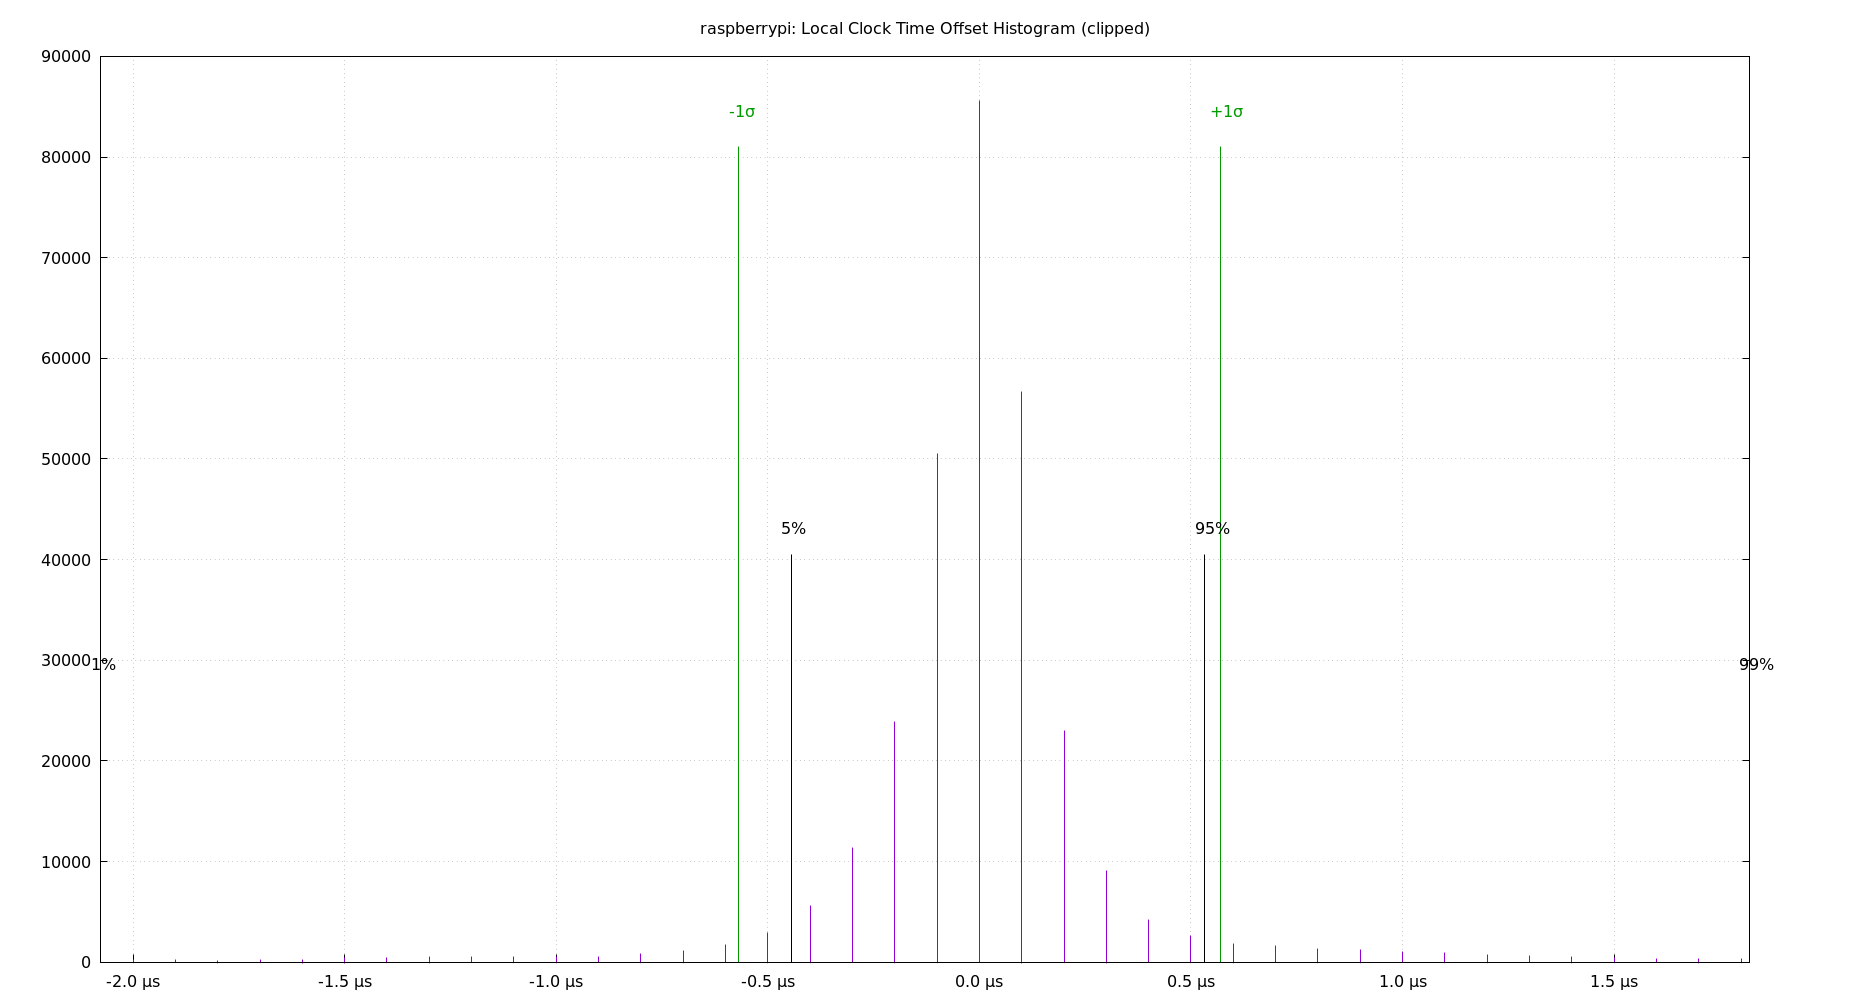 raspberrypi: Local Clock Time Offset Histogram (clipped)
90000
-1σ
+1σ
80000
70000
60000
50000
5%
95%
40000
30000
1%
99%
20000
10000
0
-2.0 µs
-1.5 µs
-1.0 µs
-0.5 µs
0.0 µs
0.5 µs
1.0 µs
1.5 µs